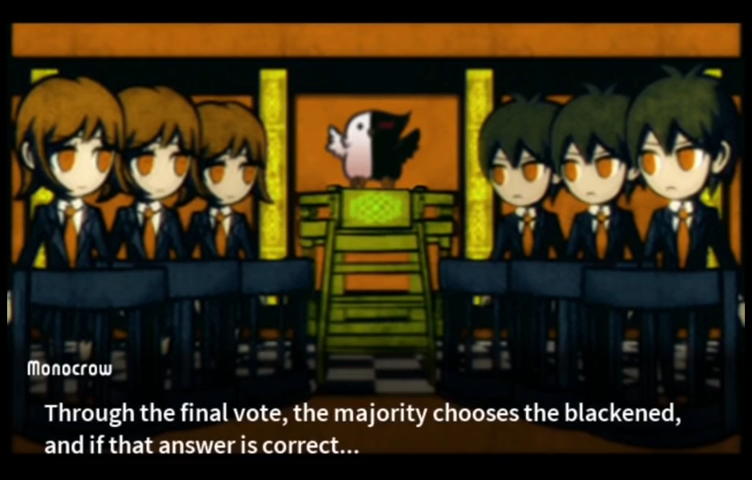 Monocrow
Through the final vote, the majority chooses the blackened,
and if that answer is correct...